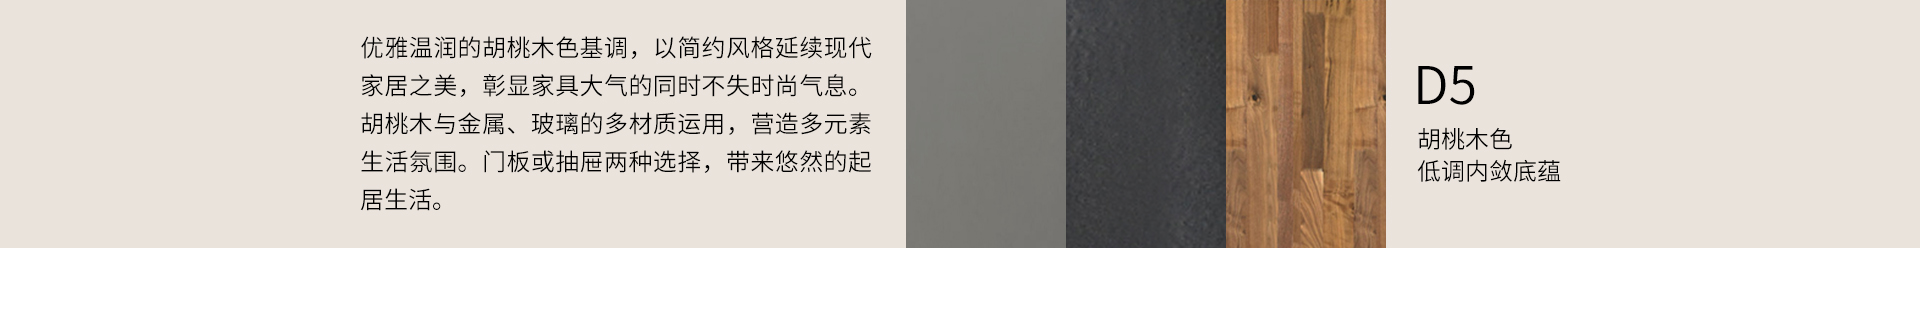 优雅温润的胡桃木色基调，以简约风格延续现代
家居之美，彰显家具大气的同时不失时尚气息。
胡桃木与金属、玻璃的多材质运用，营造多元素
生活氛围。门板或抽屉两种选择，带来悠然的起
居生活。
D5
胡桃木色
低调内敛底蕴